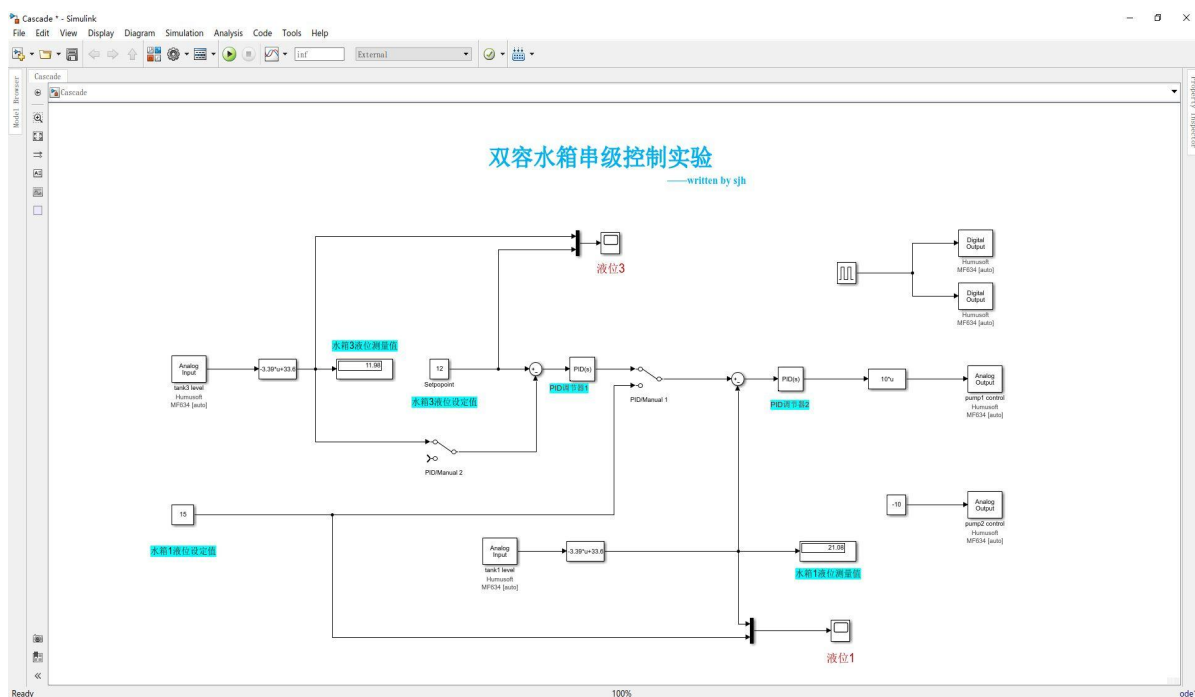 Cascade * - Simulink
File Edit View Display Diagram Simulation Analysis Code Tools Help
inf
External
Model Browser
Cascade
Cascade
Property Inspector
双容水箱串级控制实验
——written by sjh
液位3
Digital Output
Humusoft
MF634 [auto]
Digital Output
Humusoft
MF634 [auto]
水箱3液位测量值
Analog Input
tank3 level
Humusoft
MF634 [auto]
-3.39*u+33.6
11.98
12
Setpopoint
水箱3液位设定值
PID(s)
PID调节器1
PID/Manual 1
PID(s)
PID调节器2
10*u
Analog Output
pump1 control
Humusoft
MF634 [auto]
PID/Manual 2
15
水箱1液位设定值
-10
Analog Output
pump2 control
Humusoft
MF634 [auto]
Analog Input
tank1 level
Humusoft
MF634 [auto]
-3.39*u+33.6
21.08
水箱1液位测量值
液位1
Ready
100%